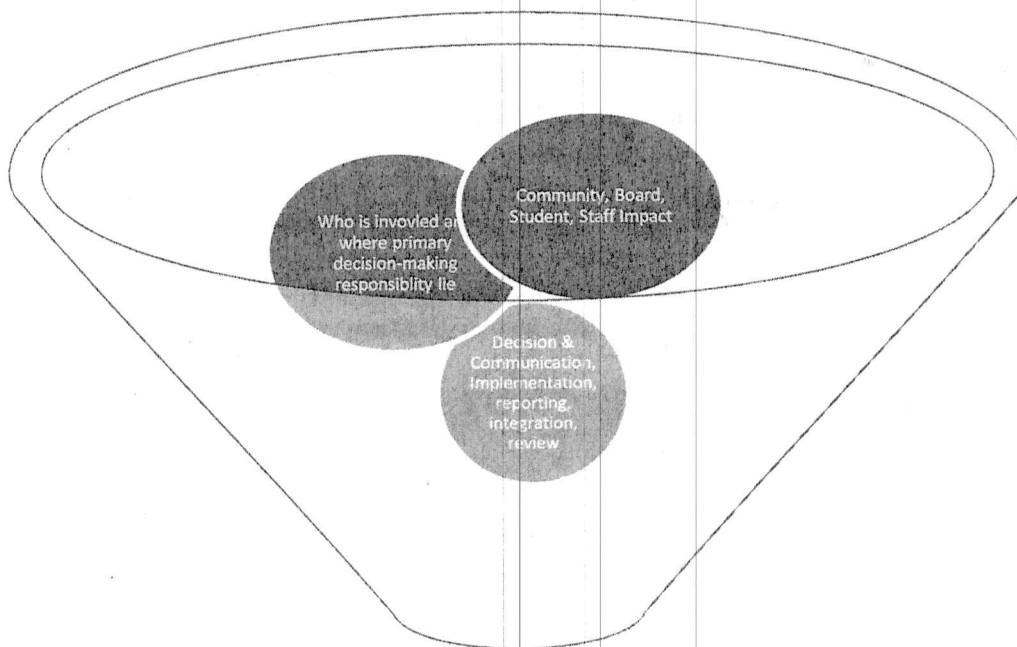 Who is invovled an
where primary
decision-making
responsiblity lie
Community, Board,
Student, Staff Impact
Decision &
Communication,
Implementation,
reporting,
integration,
review